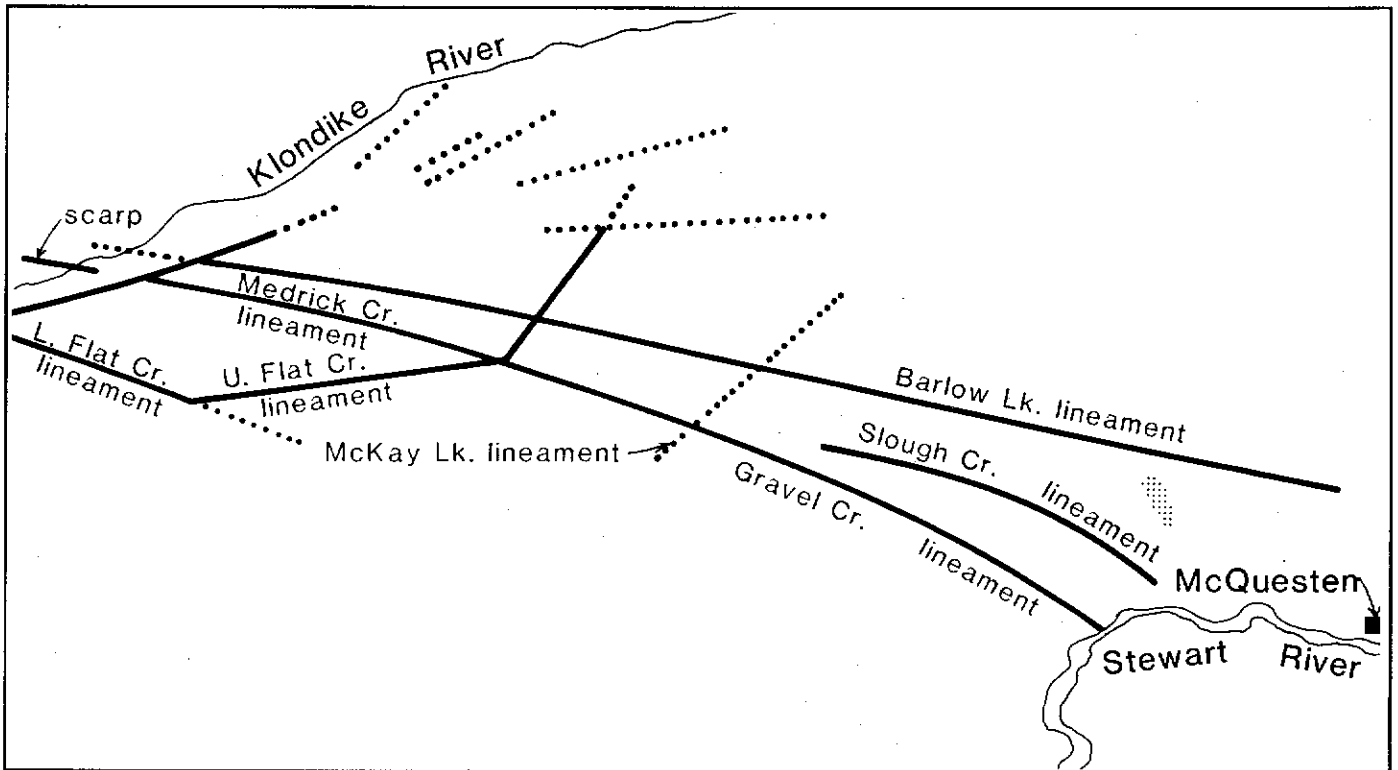 Klondike River
scarp
Medrick Cr.
lineament
L. Flat Cr.
lineament
U. Flat Cr.
lineament
McKay Lk. lineament
Barlow Lk. lineament
Slough Cr. lineament
Gravel Cr. lineament
McQuesten
Stewart River